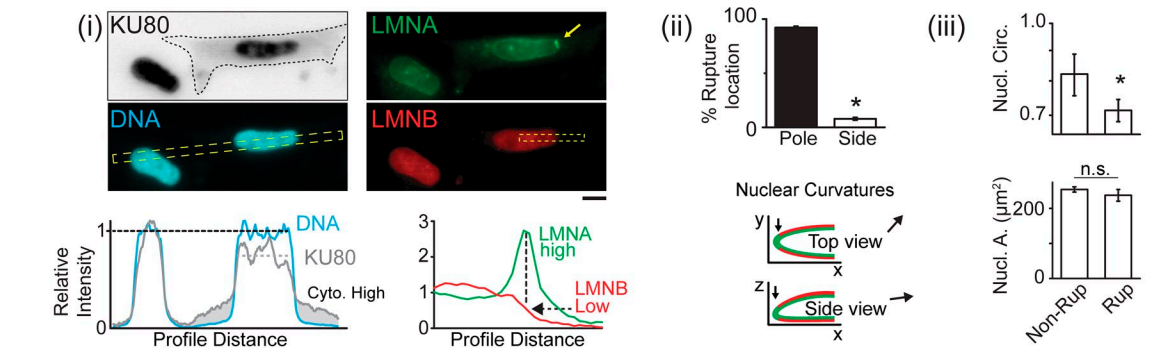 (i)
KU80
LMNA
DNA
LMNB
Relative
Intensity
1
0
DNA
KU80
Cyto. High
Profile Distance
3
2
1
0
LMNA
high
LMNB
Low
Profile Distance
(ii)
% Rupture
location
100
0
*
Pole
Side
Nuclear Curvatures
y
Top view
x
z
Side view
x
(iii)
Nucl. Circ.
1.0
0.7
*
Nucl. A. (μm²)
n.s.
200
0
Non-Rup
Rup